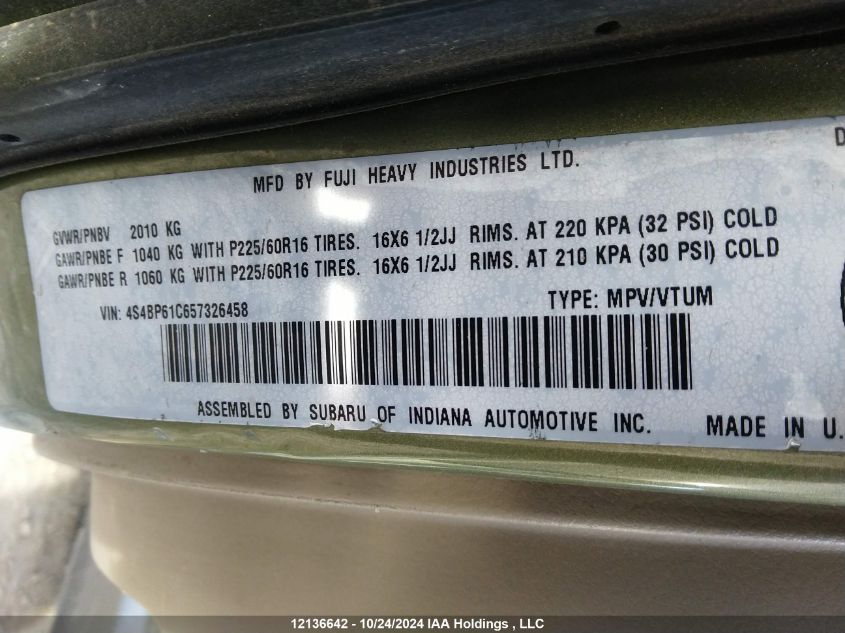 D
MFD BY FUJI HEAVY INDUSTRIES LTD.
GVWR/PNBV 2010 KG
GAWR/PNBE F 1040 KG WITH P225/60R16 TIRES. 16X6 1/2JJ RIMS. AT 220 KPA (32 PSI) COLD
GAWR/PNBE R 1060 KG WITH P225/60R16 TIRES. 16X6 1/2JJ RIMS. AT 210 KPA (30 PSI) COLD
VIN: 4S4BP61C657326458 TYPE: MPV/VTUM
ASSEMBLED BY SUBARU OF INDIANA AUTOMOTIVE INC. MADE IN U.
12136642 - 10/24/2024 IAA Holdings , LLC